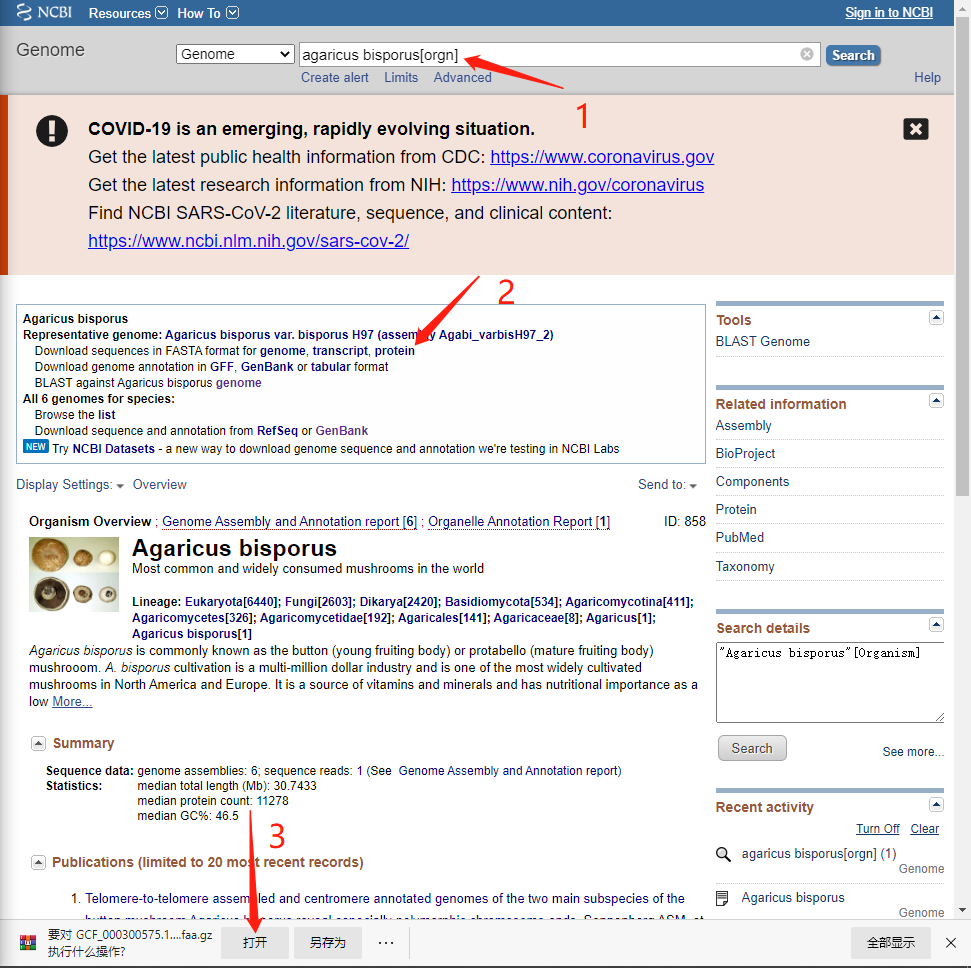 NCBI Resources How To Sign in to NCBI
Genome Genome agaricus bisporus[orgn] Search
Create alert Limits Advanced Help
1
COVID-19 is an emerging, rapidly evolving situation.
Get the latest public health information from CDC: https://www.coronavirus.gov
Get the latest research information from NIH: https://www.nih.gov/coronavirus
Find NCBI SARS-CoV-2 literature, sequence, and clinical content:
https://www.ncbi.nlm.nih.gov/sars-cov-2/
2
Agaricus bisporus
Representative genome: Agaricus bisporus var. bisporus H97 (assembly Agabi_varbisH97_2)
Download sequences in FASTA format for genome, transcript, protein
Download genome annotation in GFF, GenBank or tabular format
BLAST against Agaricus bisporus genome
All 6 genomes for species:
Browse the list
Download sequence and annotation from RefSeq or GenBank
NEW Try NCBI Datasets - a new way to download genome sequence and annotation we're testing in NCBI Labs
Display Settings: Overview Send to:
Organism Overview ; Genome Assembly and Annotation report [6] ; Organelle Annotation Report [1] ID: 858
Agaricus bisporus
Most common and widely consumed mushrooms in the world
Lineage: Eukaryota[6440]; Fungi[2603]; Dikarya[2420]; Basidiomycota[534]; Agaricomycotina[411];
Agaricomycetes[326]; Agaricomycetidae[192]; Agaricales[141]; Agaricaceae[8]; Agaricus[1];
Agaricus bisporus[1]
Agaricus bisporus is commonly known as the button (young fruiting body) or protabello (mature fruiting body)
mushrooom. A. bisporus cultivation is a multi-million dollar industry and is one of the most widely cultivated
mushrooms in North America and Europe. It is a source of vitamins and minerals and has nutritional importance as a
low More...
Summary
Sequence data: genome assemblies: 6; sequence reads: 1 (See Genome Assembly and Annotation report)
Statistics: median total length (Mb): 30.7433
median protein count: 11278
median GC%: 46.5
3
Publications (limited to 20 most recent records)
1. Telomere-to-telomere assembled and centromere annotated genomes of the two main subspecies of
the button mushroom Agaricus bisporus reveal especially polymorphic chromosome ends. Sonnenberg ASM, et
Tools
BLAST Genome
Related information
Assembly
BioProject
Components
Protein
PubMed
Taxonomy
Search details
"Agaricus bisporus"[Organism]
Search See more...
Recent activity
Turn Off Clear
agaricus bisporus[orgn] (1)
Genome
Agaricus bisporus
Genome
要对 GCF_000300575.1....faa.gz
执行什么操作?
打开 另存为 ... 全部显示